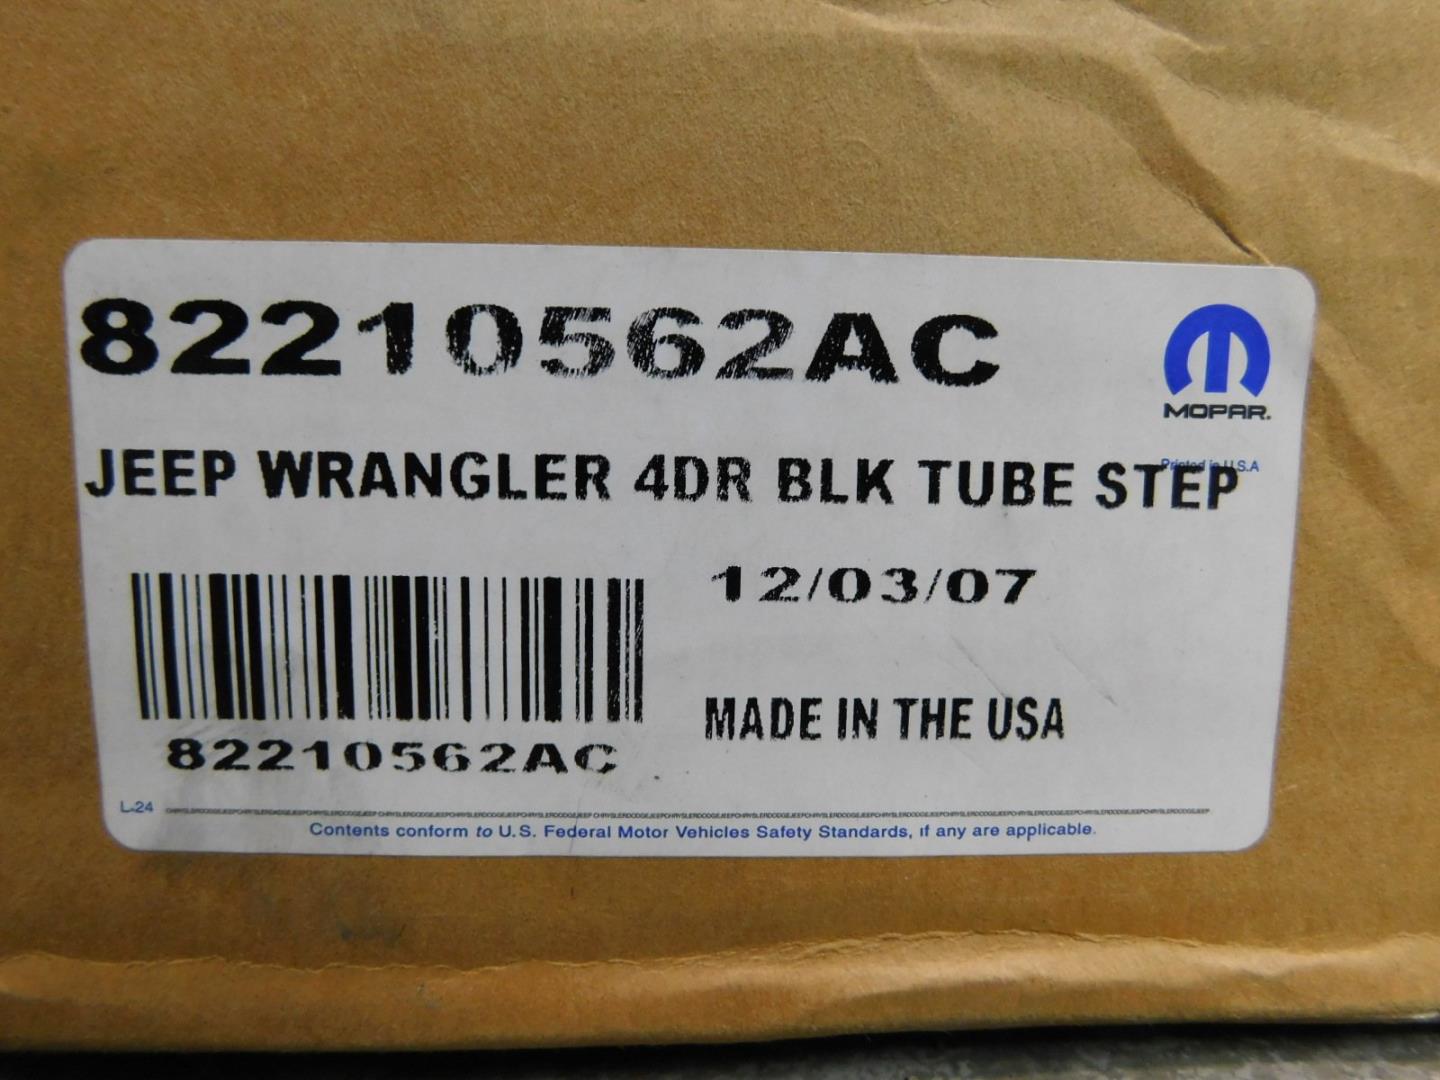 82210562AC
MOPAR.
Printed in U.S.A
JEEP WRANGLER 4DR BLK TUBE STEP
12/03/07
MADE IN THE USA
82210562AC
L-24
Contents conform to U.S. Federal Motor Vehicles Safety Standards, if any are applicable.